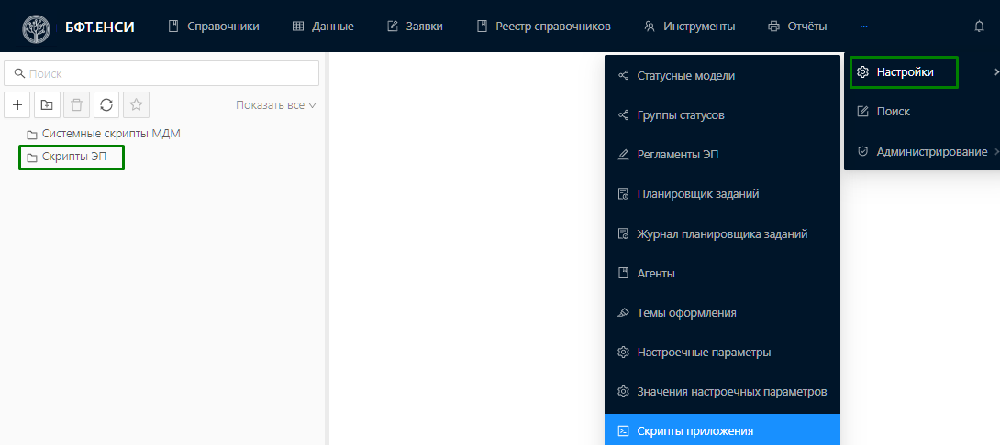 БФТ.ЕНСИ
Справочники
Данные
Заявки
Реестр справочников
Инструменты
Отчёты
...
Поиск
Показать все
Системные скрипты МДМ
Скрипты ЭП
Статусные модели
Группы статусов
Регламенты ЭП
Планировщик заданий
Журнал планировщика заданий
Агенты
Темы оформления
Настроечные параметры
Значения настроечных параметров
Скрипты приложения
Настройки
Поиск
Администрирование